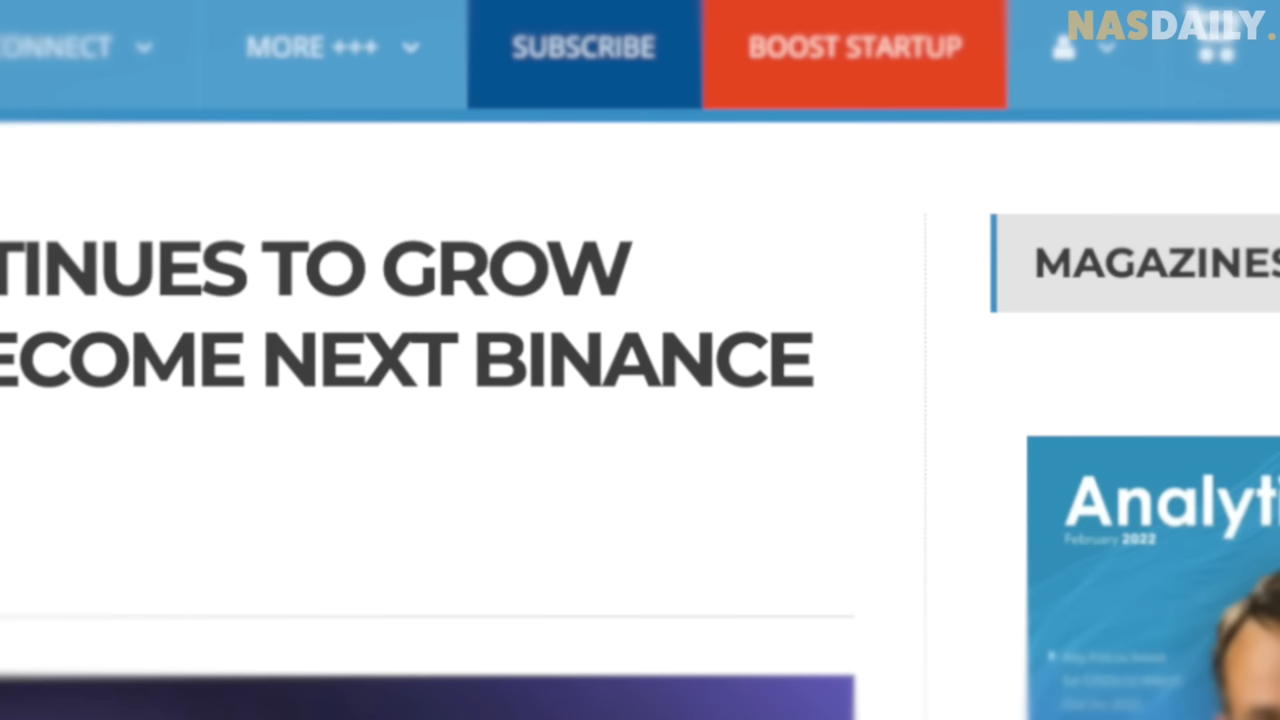 CONNECT
MORE +++
SUBSCRIBE
BOOST STARTUP
NASDAILY.
TINUES TO GROW
ECOME NEXT BINANCE
MAGAZINES
Analyti
February 2022